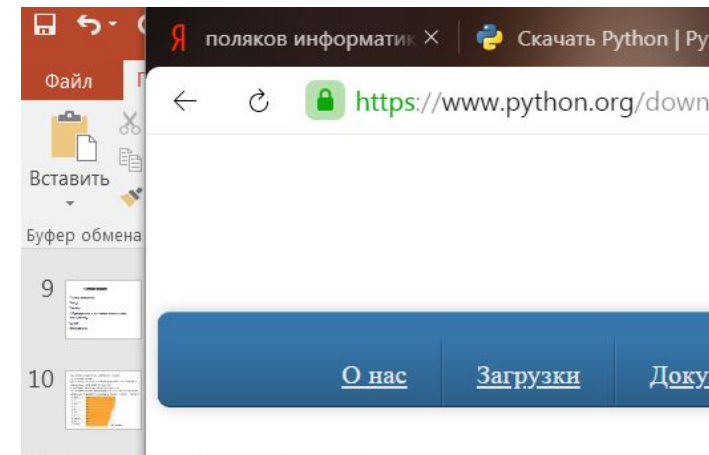 Я поляков информатик Скачать Python | Py
Файл
https://www.python.org/down
Вставить
Буфер обмена
9
О нас Загрузки Доку
10